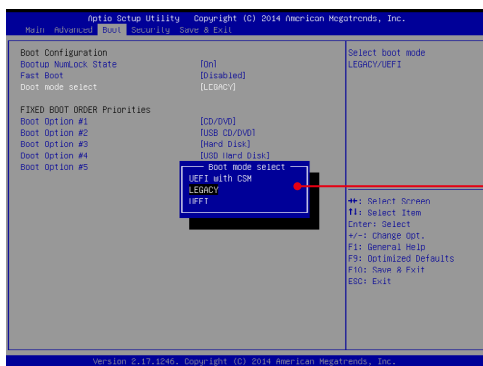 Aptio Setup Utility Copyright (C) 2014 American Megatrends, Inc.
Main Advanced Boot Security Save & Exit
Boot Configuration
Bootup NumLock State [On]
Fast Boot [Disabled]
Boot mode select [LEGACY]
FIXED BOOT ORDER Priorities
Boot Option #1 [CD/DVD]
Boot Option #2 [USB CD/DVD]
Boot Option #3 [Hard Disk]
Boot Option #4 [USB Hard Disk]
Boot Option #5
Boot mode select
UEFI with CSM
LEGACY
UEFI
Select boot mode
LEGACY/UEFI
→←: Select Screen
↑↓: Select Item
Enter: Select
+/-: Change Opt.
F1: General Help
F9: Optimized Defaults
F10: Save & Exit
ESC: Exit
Version 2.17.1246. Copyright (C) 2014 American Megatrends, Inc.